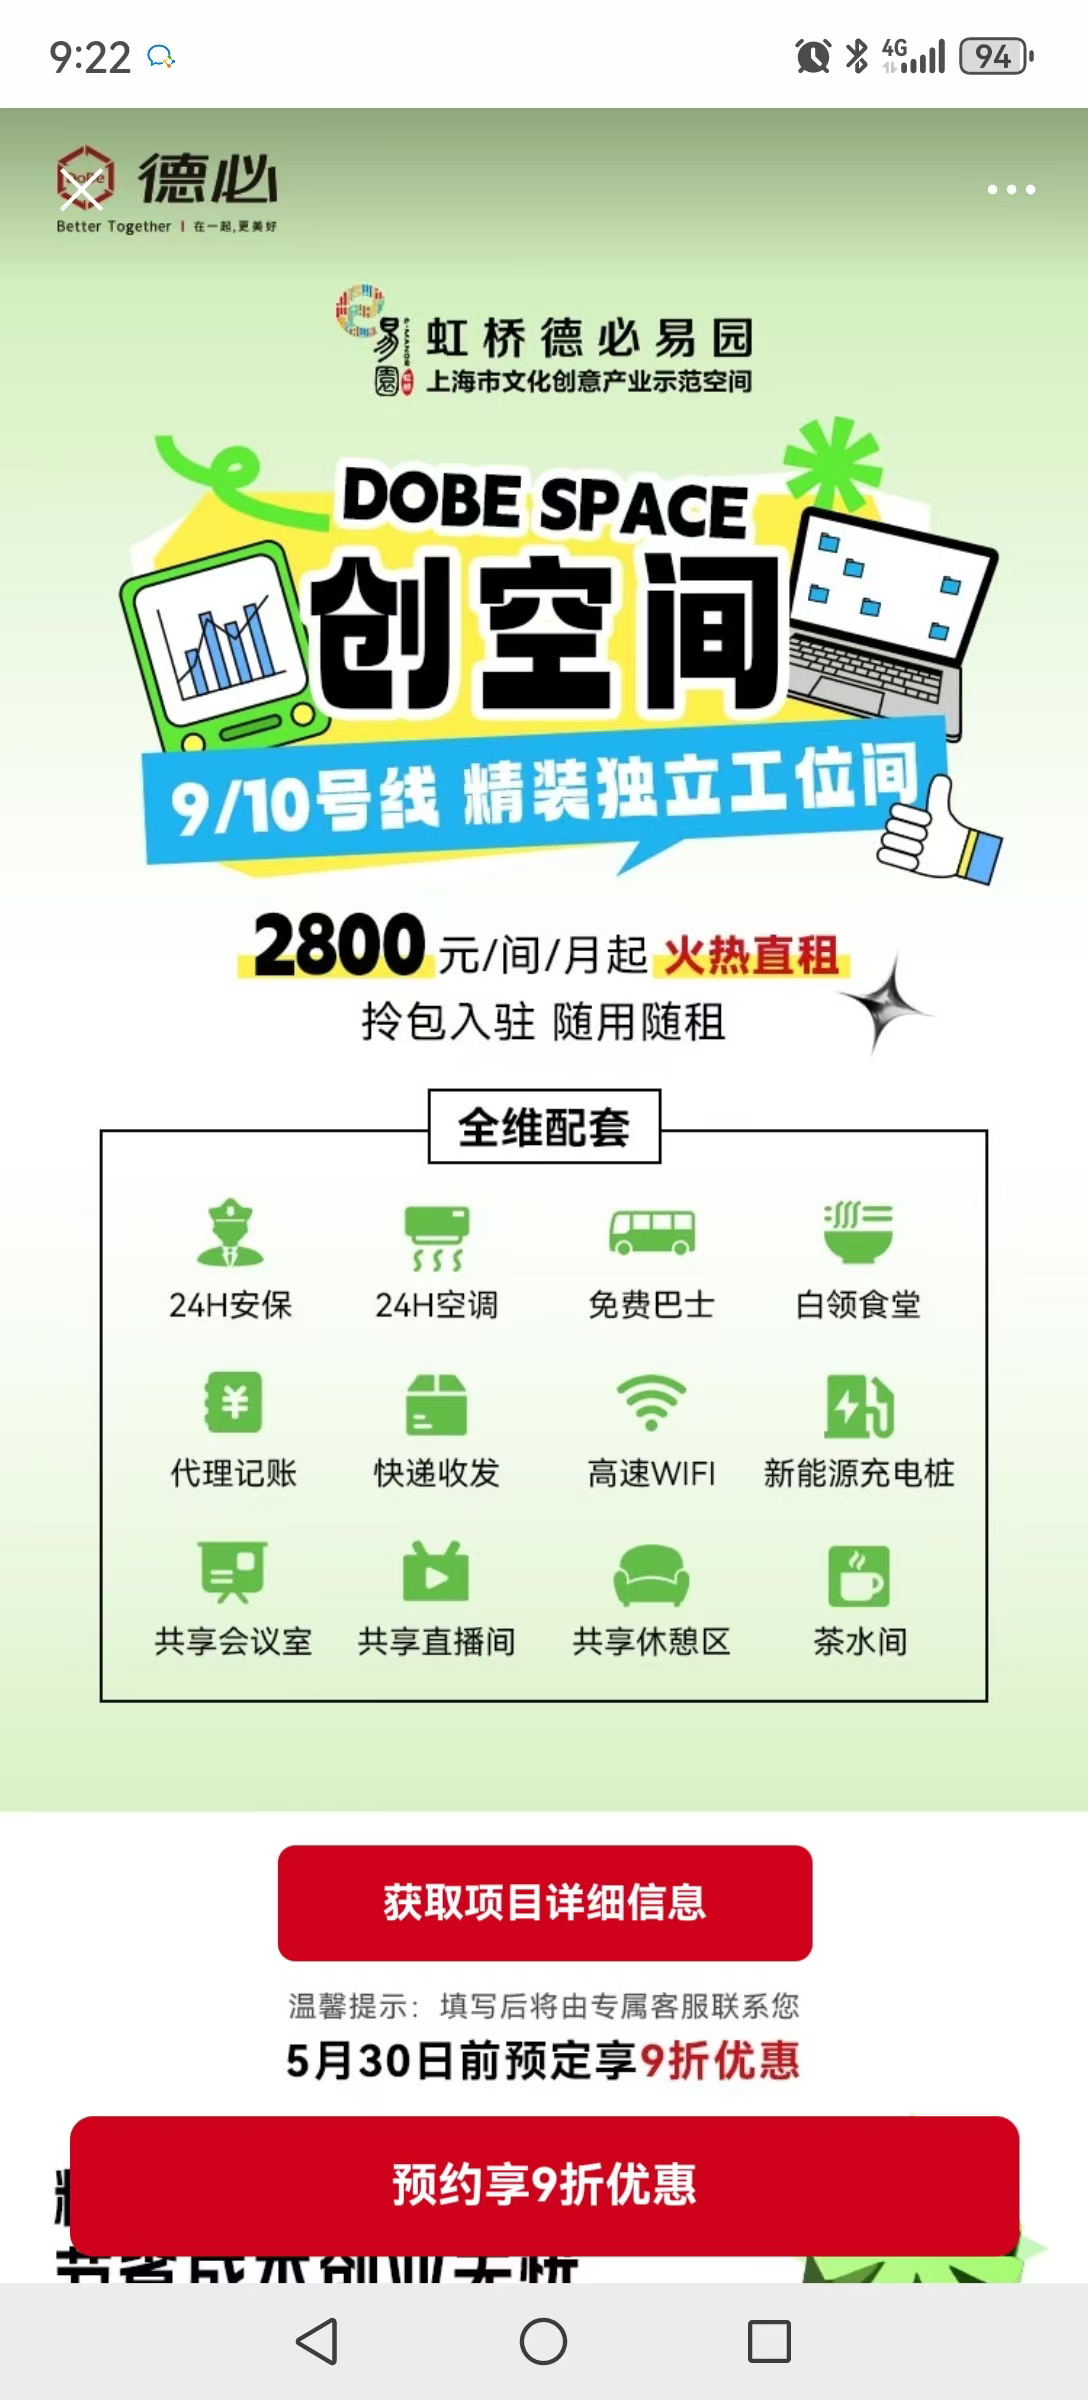 9:22
4G
94
DoBe 德必
Better Together | 在一起,更美好
易園 虹桥德必易园
上海市文化创意产业示范空间
DOBE SPACE
创空间
9/10号线 精装独立工位间
2800元/间/月起 火热直租
拎包入驻 随用随租
全维配套
24H安保 24H空调 免费巴士 白领食堂
代理记账 快递收发 高速WIFI 新能源充电桩
共享会议室 共享直播间 共享休憩区 茶水间
获取项目详细信息
温馨提示：填写后将由专属客服联系您
5月30日前预定享9折优惠
预约享9折优惠